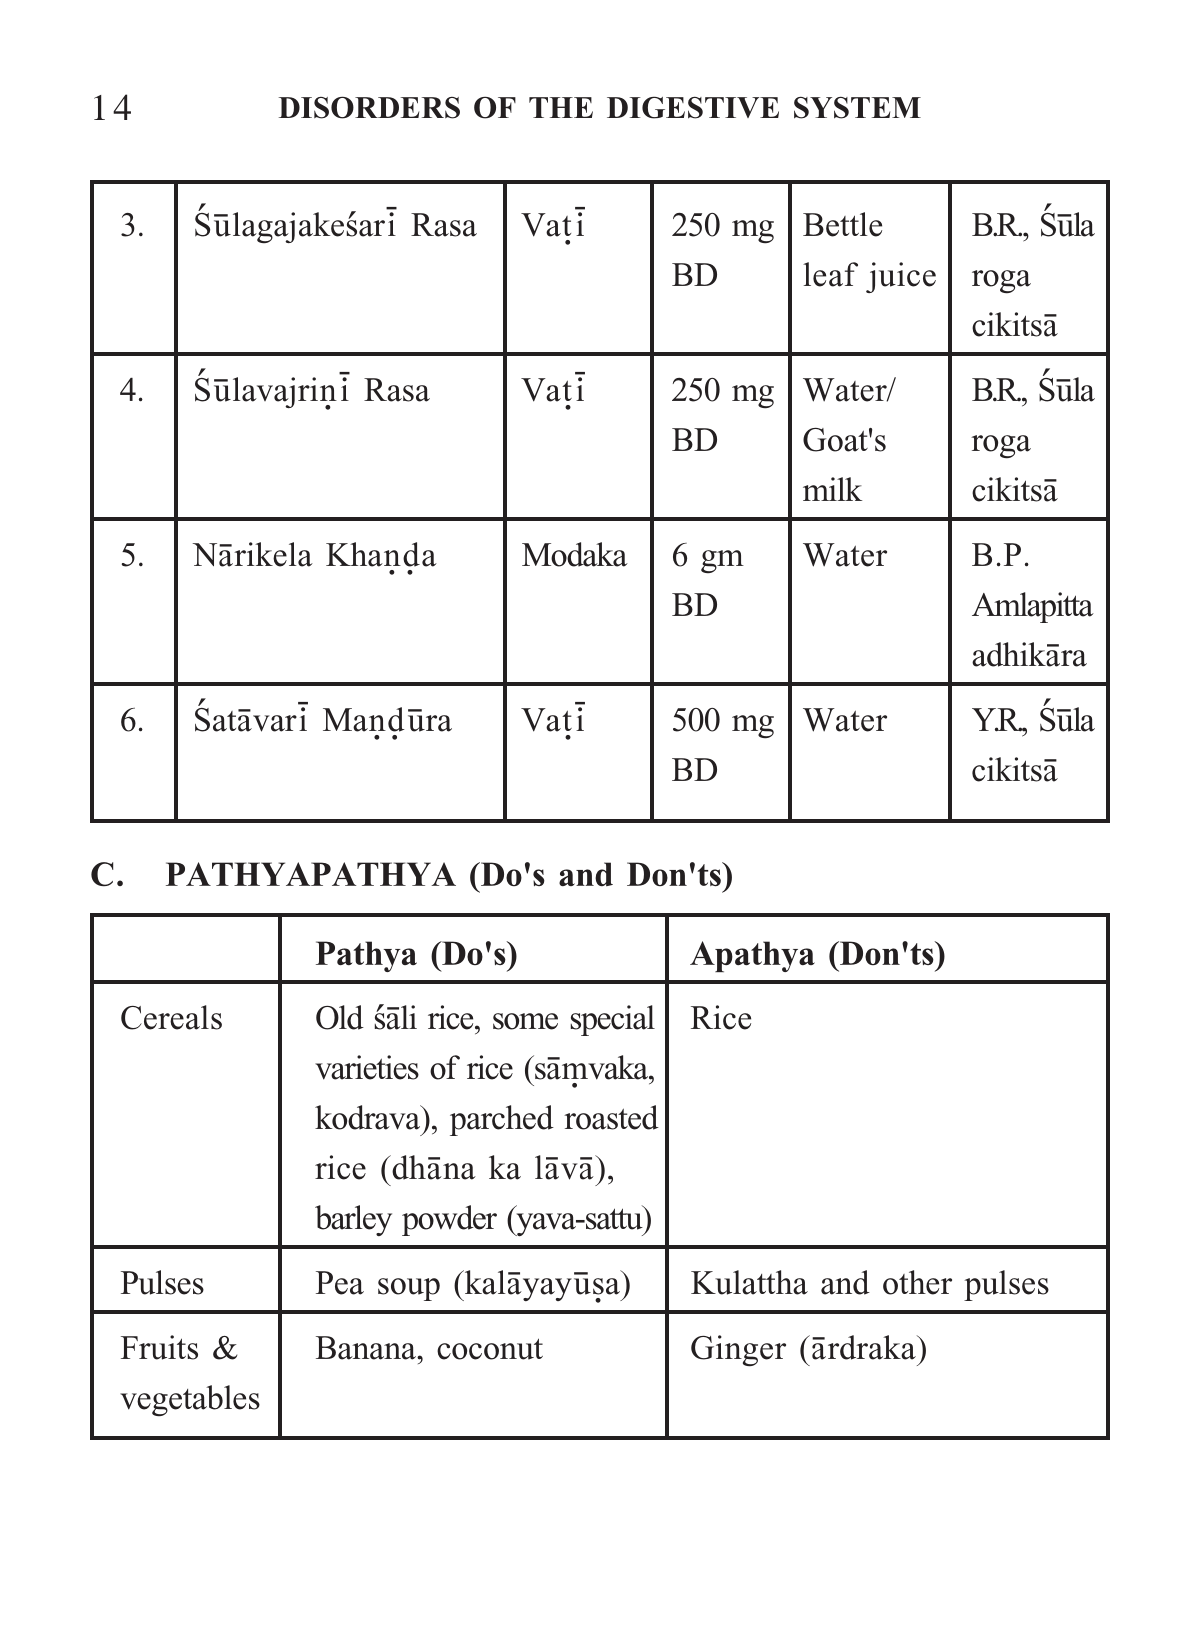 14 DISORDERS OF THE DIGESTIVE SYSTEM
3. Śūlagajakeśarī Rasa Vaṭī 250 mg Bettle B.R., Śūla
BD leaf juice roga
cikitsā
4. Śūlavajriṇī Rasa Vaṭī 250 mg Water/ B.R., Śūla
BD Goat's roga
milk cikitsā
5. Nārikela Khaṇḍa Modaka 6 gm Water B.P.
BD Amlapitta
adhikāra
6. Śatāvarī Maṇḍūra Vaṭī 500 mg Water Y.R., Śūla
BD cikitsā
C. PATHYAPATHYA (Do's and Don'ts)
Pathya (Do's) Apathya (Don'ts)
Cereals Old śāli rice, some special Rice
varieties of rice (sāṃvaka,
kodrava), parched roasted
rice (dhāna ka lāvā),
barley powder (yava-sattu)
Pulses Pea soup (kalāyayūṣa) Kulattha and other pulses
Fruits & Banana, coconut Ginger (ārdraka)
vegetables